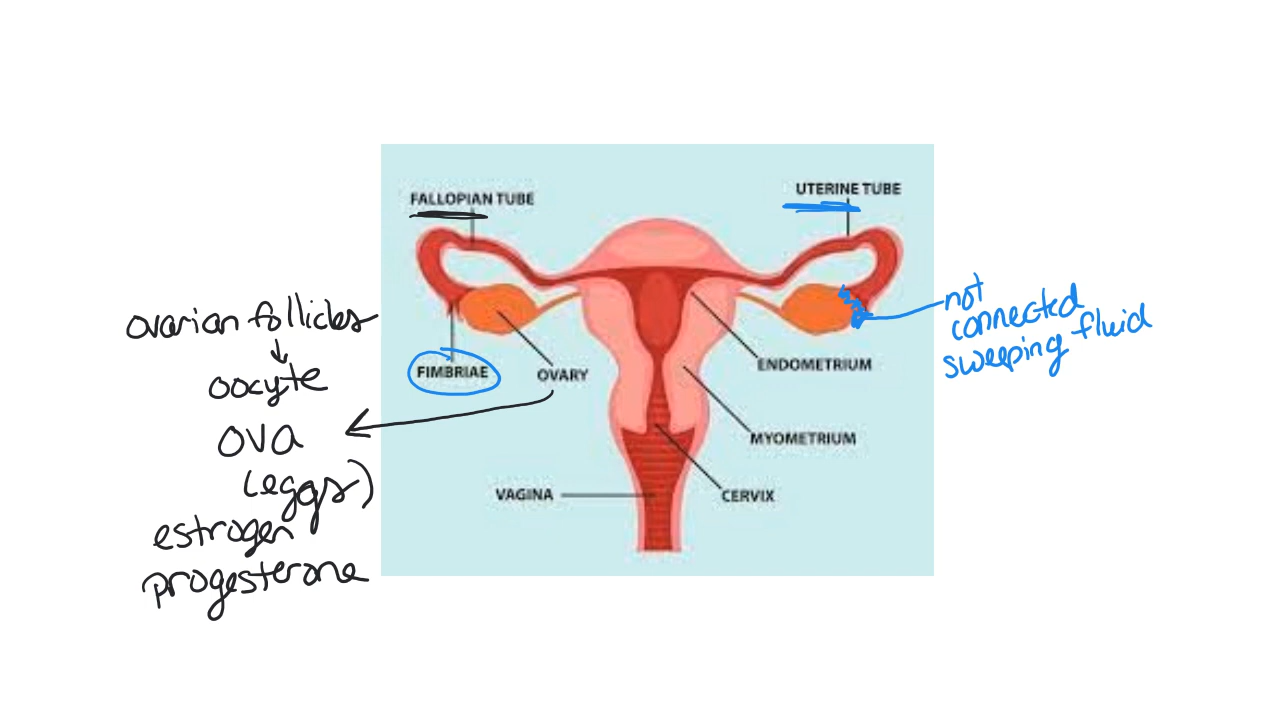 FALLOPIAN TUBE
UTERINE TUBE
ovarian follicles
oocyte
ova
(eggs)
estrogen
progesterone
FIMBRIAE
OVARY
not
connected
sweeping fluid
ENDOMETRIUM
MYOMETRIUM
VAGINA
CERVIX